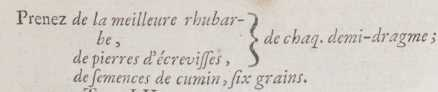 Prenez de la meilleure rhubar-
be, } de chaq. demi-dragme;
de pierres d'écreviſſes,
de ſemences de cumin, ſix grains.